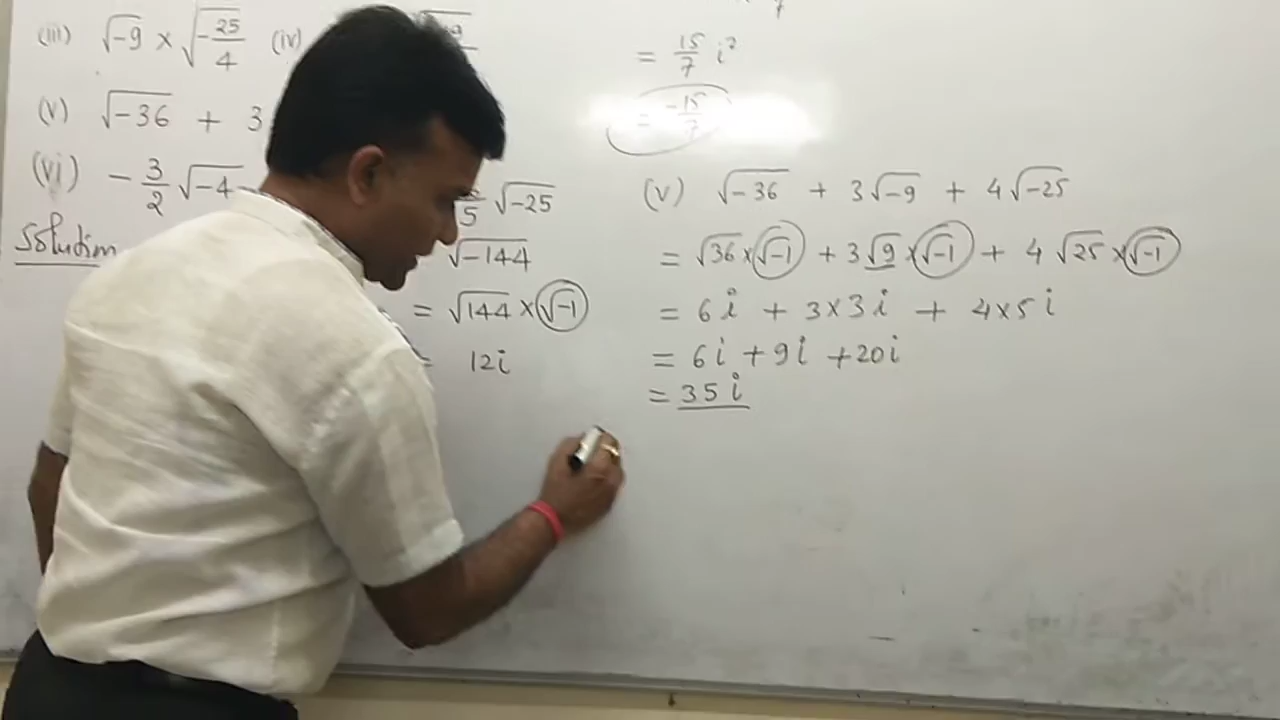 (iii) √-9 × √-25/4 (iv)
(v) √-36 + 3
(vi) -3/2 √-4
5 √-25
Solution
√-144
= √144 × √-1
= 12i
= 15/7 i²
= -15/7
(v) √-36 + 3√-9 + 4√-25
= √36 × √-1 + 3√9 × √-1 + 4 √25 × √-1
= 6i + 3×3i + 4×5i
= 6i + 9i + 20i
= 35i